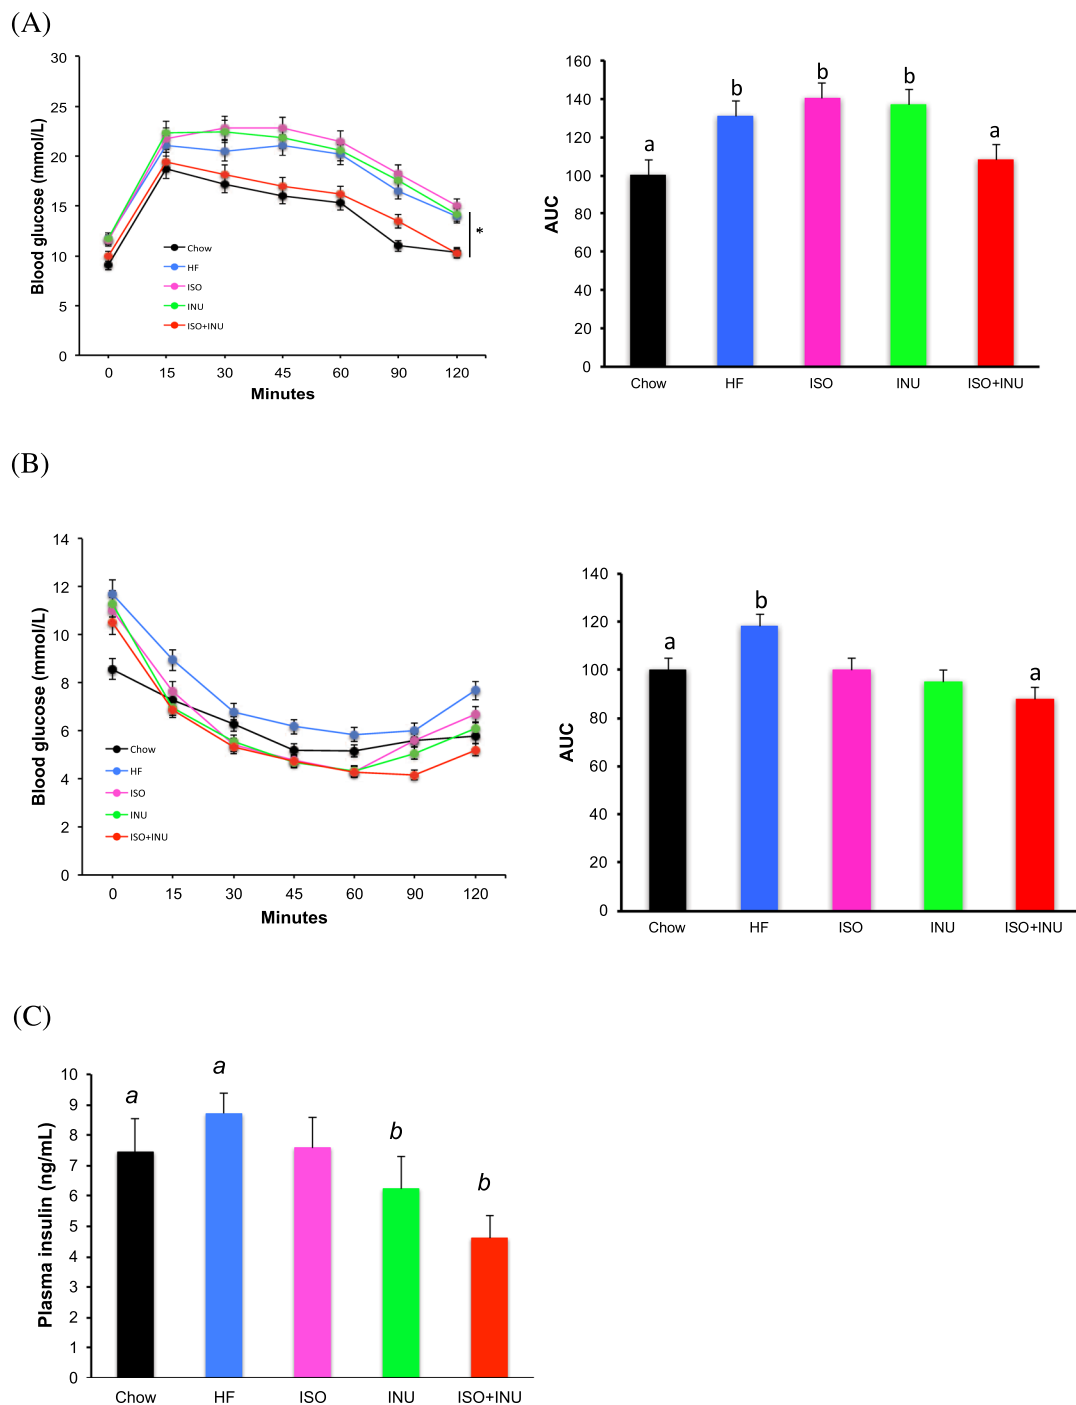 (A)
30
25
20
15
10
5
0
Blood glucose (mmol/L)
Chow
HF
ISO
INU
ISO+INU
*
0 15 30 45 60 90 120
Minutes
160
140
120
100
80
60
40
20
0
AUC
a b b b a
Chow HF ISO INU ISO+INU
(B)
14
12
10
8
6
4
2
0
Blood glucose (mmol/L)
Chow
HF
ISO
INU
ISO+INU
0 15 30 45 60 90 120
Minutes
140
120
100
80
60
40
20
0
AUC
a b a
Chow HF ISO INU ISO+INU
(C)
10
9
8
7
6
5
4
3
2
1
0
Plasma insulin (ng/mL)
a a b b
Chow HF ISO INU ISO+INU